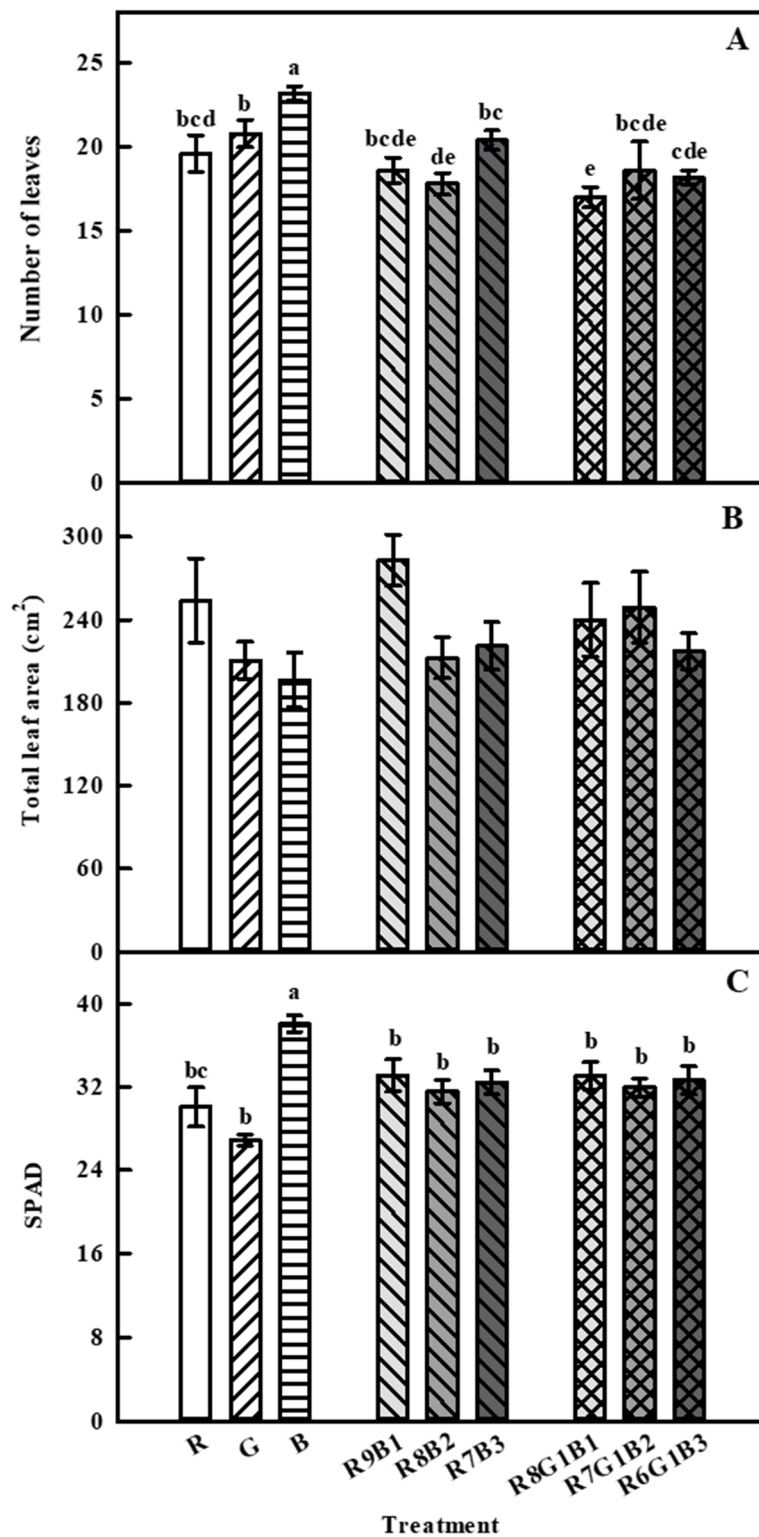 A
25
20
15
10
5
0
Number of leaves
bcd b a bcde de bc e bcde cde
B
300
240
180
120
60
0
Total leaf area (cm²)
C
40
32
24
16
8
0
SPAD
bc b a b b b b b b
R G B R9B1 R8B2 R7B3 R8G1B1 R7G1B2 R6G1B3
Treatment